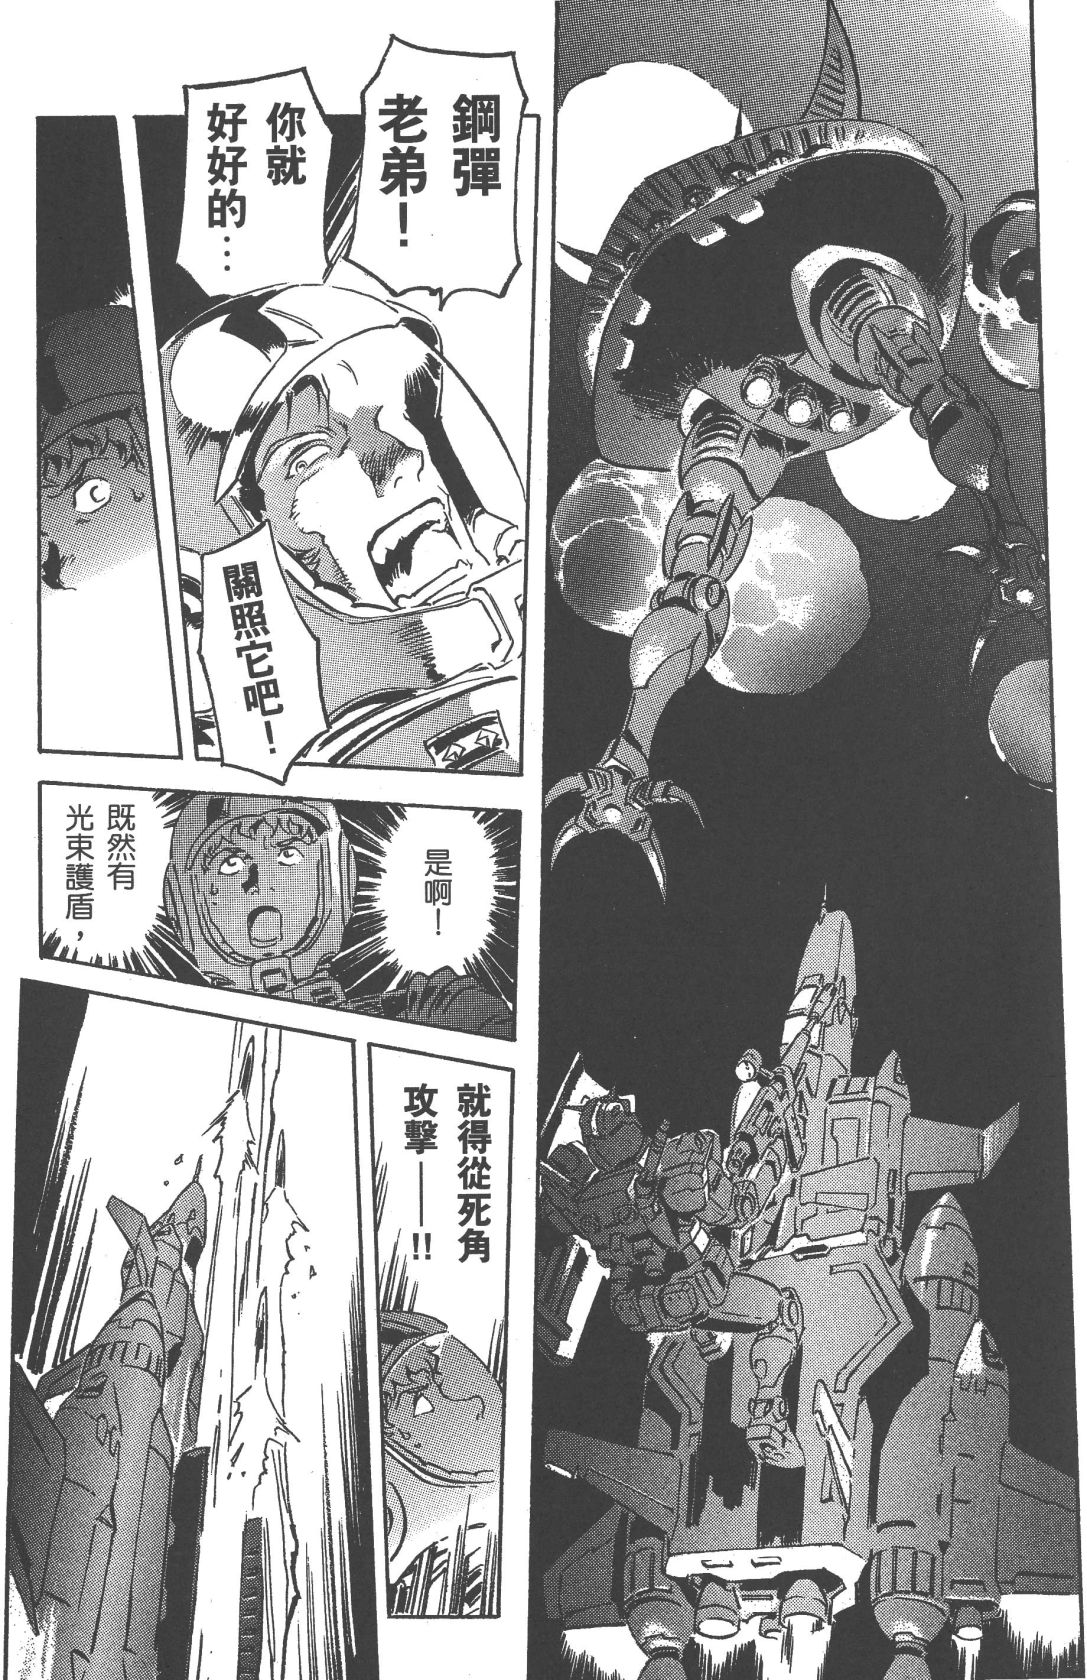 鋼彈
老弟！
你就
好好的…
關照它吧！
是啊！
既然有
光束護盾，
就得從死角
攻擊——!!